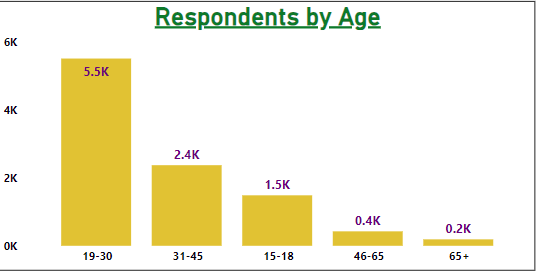 Respondents by Age
6K
5.5K
4K
2.4K
2K
1.5K
0.4K
0.2K
0K
19-30 31-45 15-18 46-65 65+